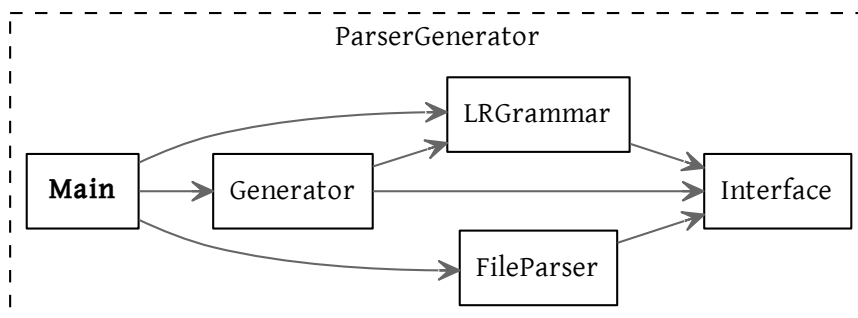 ParserGenerator
LRGrammar
Main
Generator
Interface
FileParser